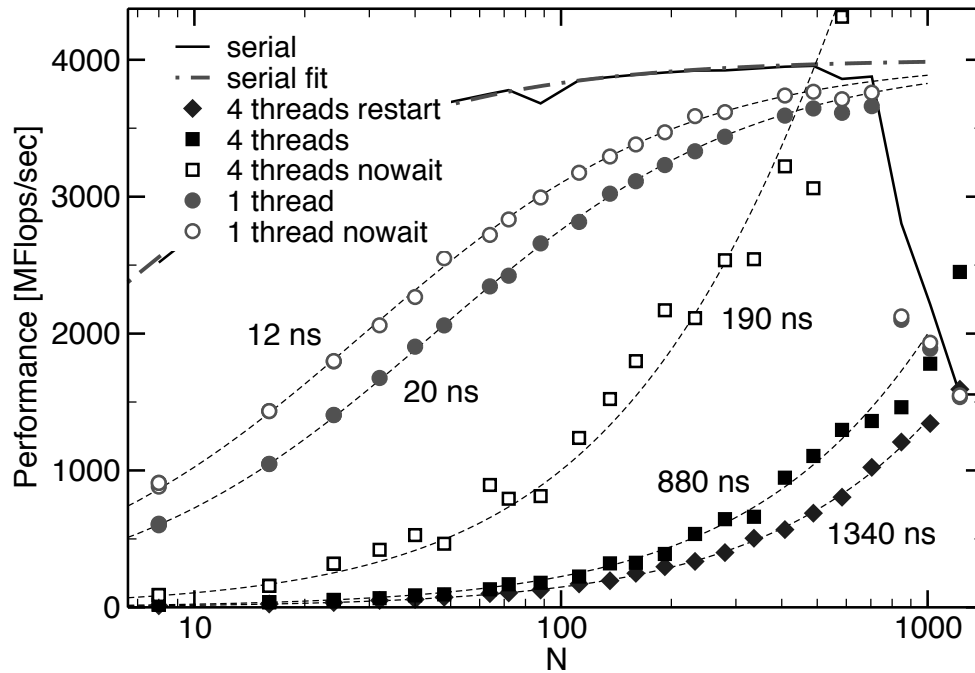 4000
3000
2000
1000
0
Performance [MFlops/sec]
serial
serial fit
4 threads restart
4 threads
4 threads nowait
1 thread
1 thread nowait
12 ns
20 ns
190 ns
880 ns
1340 ns
10
100
1000
N